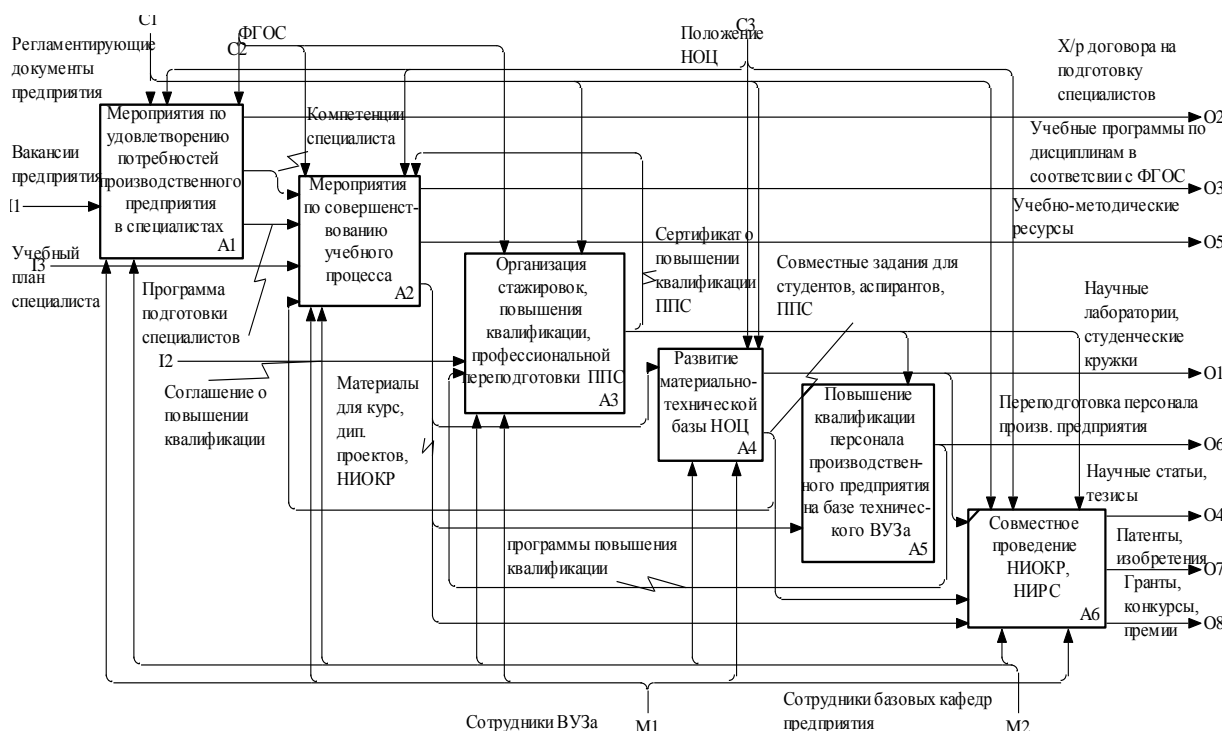 C1
ФГОС
C2
Положение
НОЦ
C3
Регламентирующие
документы
предприятия
Х/р договора на
подготовку
специалистов
O2
Мероприятия по
удовлетворению
потребностей
производственного
предприятия
в специалистах
A1
Компетенции
специалиста
Вакансии
предприятия
I1
Учебные программы по
дисциплинам в
соответсвии с ФГОС
O3
Мероприятия
по совершенст-
вованию
учебного
процесса
A2
Учебно-методические
ресурсы
O5
Учебный
план
специалиста
I3
Программа
подготовки
специалистов
Сертификат о
повышении
квалификации
ППС
Организация
стажировок,
повышения
квалификации,
профессиональной
переподготовки ППС
A3
Совместные задания для
студентов, аспирантов,
ППС
Научные
лаборатории,
студенческие
кружки
O1
I2
Соглашение о
повышении
квалификации
Материалы
для курс,
дип.
проектов,
НИОКР
Развитие
материально-
технической
базы НОЦ
A4
Повышение
квалификации
персонала
производствен-
ного предприятия
на базе техничес-
кого ВУЗа
A5
Переподготовка персонала
произв. предприятия
O6
Научные статьи,
тезисы
O4
программы повышения
квалификации
Совместное
проведение
НИОКР,
НИРС
A6
Патенты,
изобретения
O7
Гранты,
конкурсы,
премии
O8
Сотрудники ВУЗа
M1
Сотрудники базовых кафедр
предприятия
M2